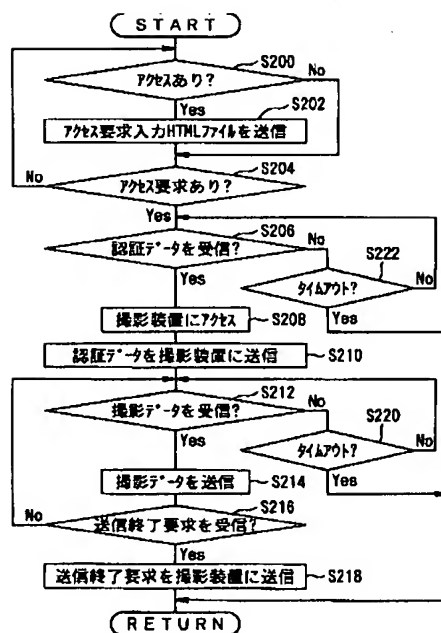 START
S200
アクセスあり?
No
Yes
S202
アクセス要求入力HTMLファイルを送信
S204
No
アクセス要求あり?
Yes
S206
認証データを受信?
No
S222
Yes
タイムアウト?
No
撮影装置にアクセス
S208
Yes
認証データを撮影装置に送信
S210
S212
撮影データを受信?
No
S220
Yes
タイムアウト?
No
撮影データを送信
S214
Yes
S216
No
送信終了要求を受信?
Yes
送信終了要求を撮影装置に送信
S218
RETURN